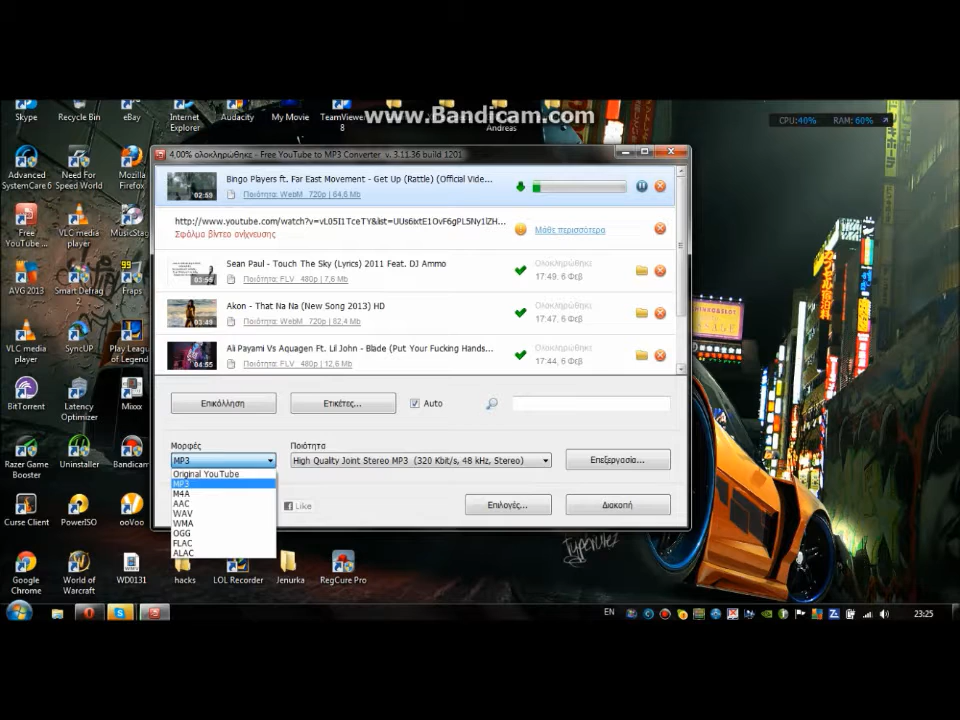 www.Bandicam.com
Skype
Recycle Bin
eBay
Internet Explorer
Audacity
My Movie
TeamViewer 8
Andreas
CPU:40% RAM: 60%
Advanced SystemCare 6
Need For Speed World
Mozilla Firefox
Free YouTube ...
VLC media player
MusicStag
AVG 2013
Smart Defrag 2
Fraps
VLC media player
SyncUP
Play League of Legend
BitTorrent
Latency Optimizer
Mixxx
Razer Game Booster
Uninstaller
Bandicam
Curse Client
PowerISO
ooVoo
Google Chrome
World of Warcraft
WD0131
hacks
LOL Recorder
Jenurka
RegCure Pro
4,00% ολοκληρώθηκε - Free YouTube to MP3 Converter v. 3.11.36 build 1201
Bingo Players ft. Far East Movement - Get Up (Rattle) (Official Vide...
02:59
Ποιότητα: WebM 720p | 64,6 Mb
http://www.youtube.com/watch?v=vL05I1TceTY&list=UUs6ixtE1OvF6gPL5Ny1lZH...
Σφάλμα βίντεο ανίχνευσης
Μάθε περισσότερα
Sean Paul - Touch The Sky (Lyrics) 2011 Feat. DJ Ammo
03:55
Ποιότητα: FLV 480p | 7,6 Mb
Ολοκληρώθηκε
17:49, 6 Φεβ
Akon - That Na Na (New Song 2013) HD
03:49
Ποιότητα: WebM 720p | 82,4 Mb
Ολοκληρώθηκε
17:47, 6 Φεβ
Ali Payami Vs Aquagen Ft. Lil John - Blade (Put Your Fucking Hands...
04:55
Ποιότητα: FLV 480p | 12,6 Mb
Ολοκληρώθηκε
17:44, 6 Φεβ
Επικόλληση
Ετικέτες...
Auto
Μορφές
Ποιότητα
MP3
High Quality Joint Stereo MP3 (320 Kbit/s, 48 kHz, Stereo)
Επεξεργασία...
Original YouTube
MP3
M4A
AAC
WAV
WMA
OGG
FLAC
ALAC
Like
Επιλογές...
Διακοπή
EN
23:25